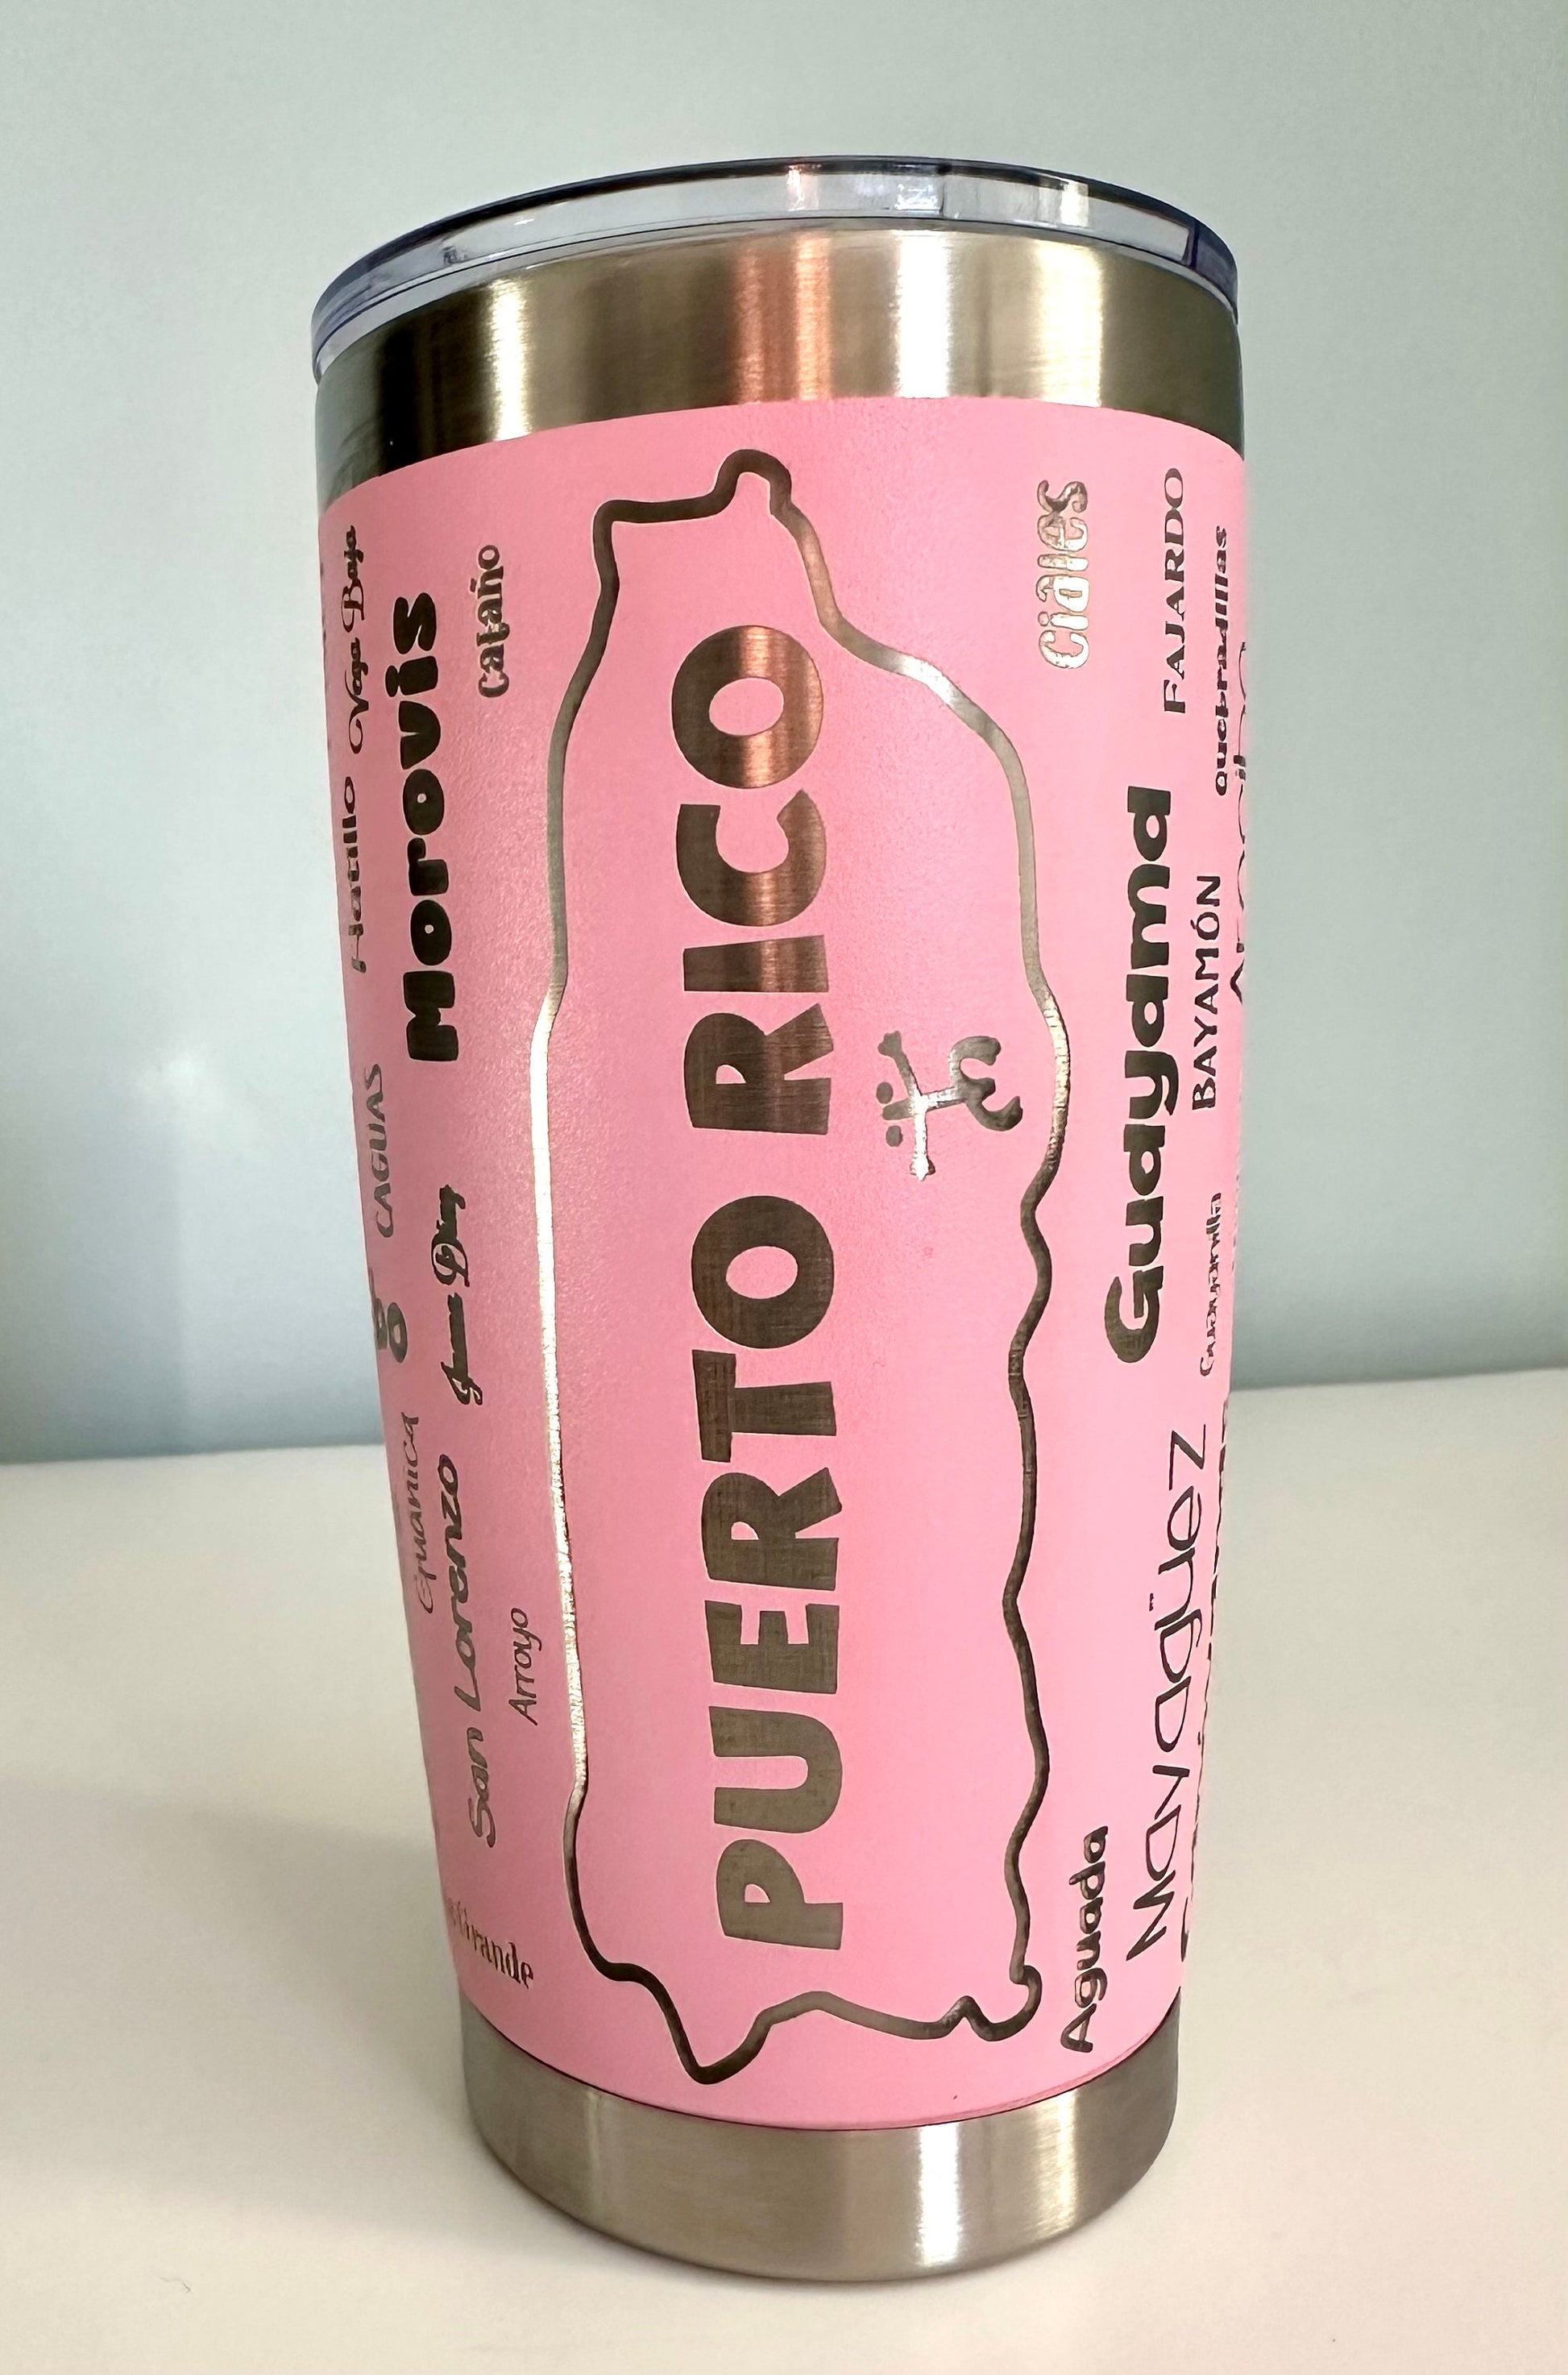 Vega Baja
Hatillo
CAGUAS
Guánica
Morovis
Juana Díaz
San Lorenzo
Cataño
Arroyo
Grande
PUERTO RICO
Ciales
Aguada
Guayama
FAJARDO
BAYAMÓN
Mayagüez
Quebradillas